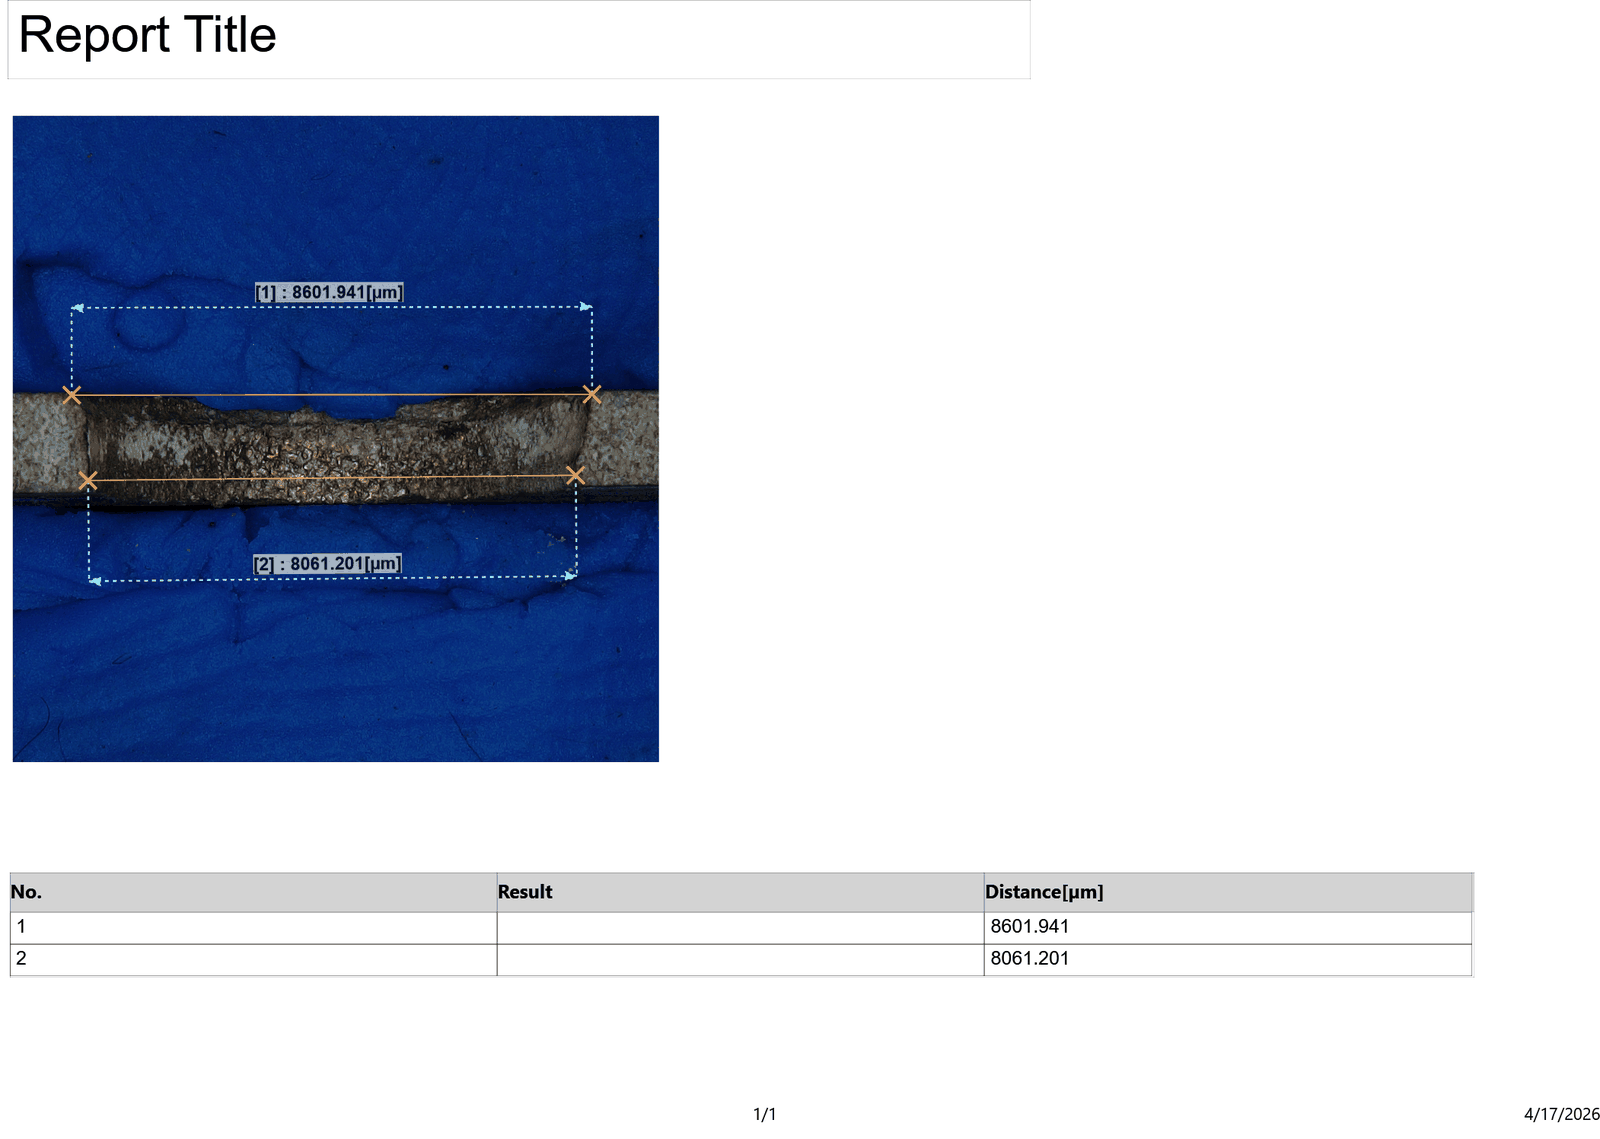 Report Title
[1] : 8601.941[µm]
[2] : 8061.201[µm]
No. Result Distance[µm]
1 8601.941
2 8061.201
1/1 4/17/2026